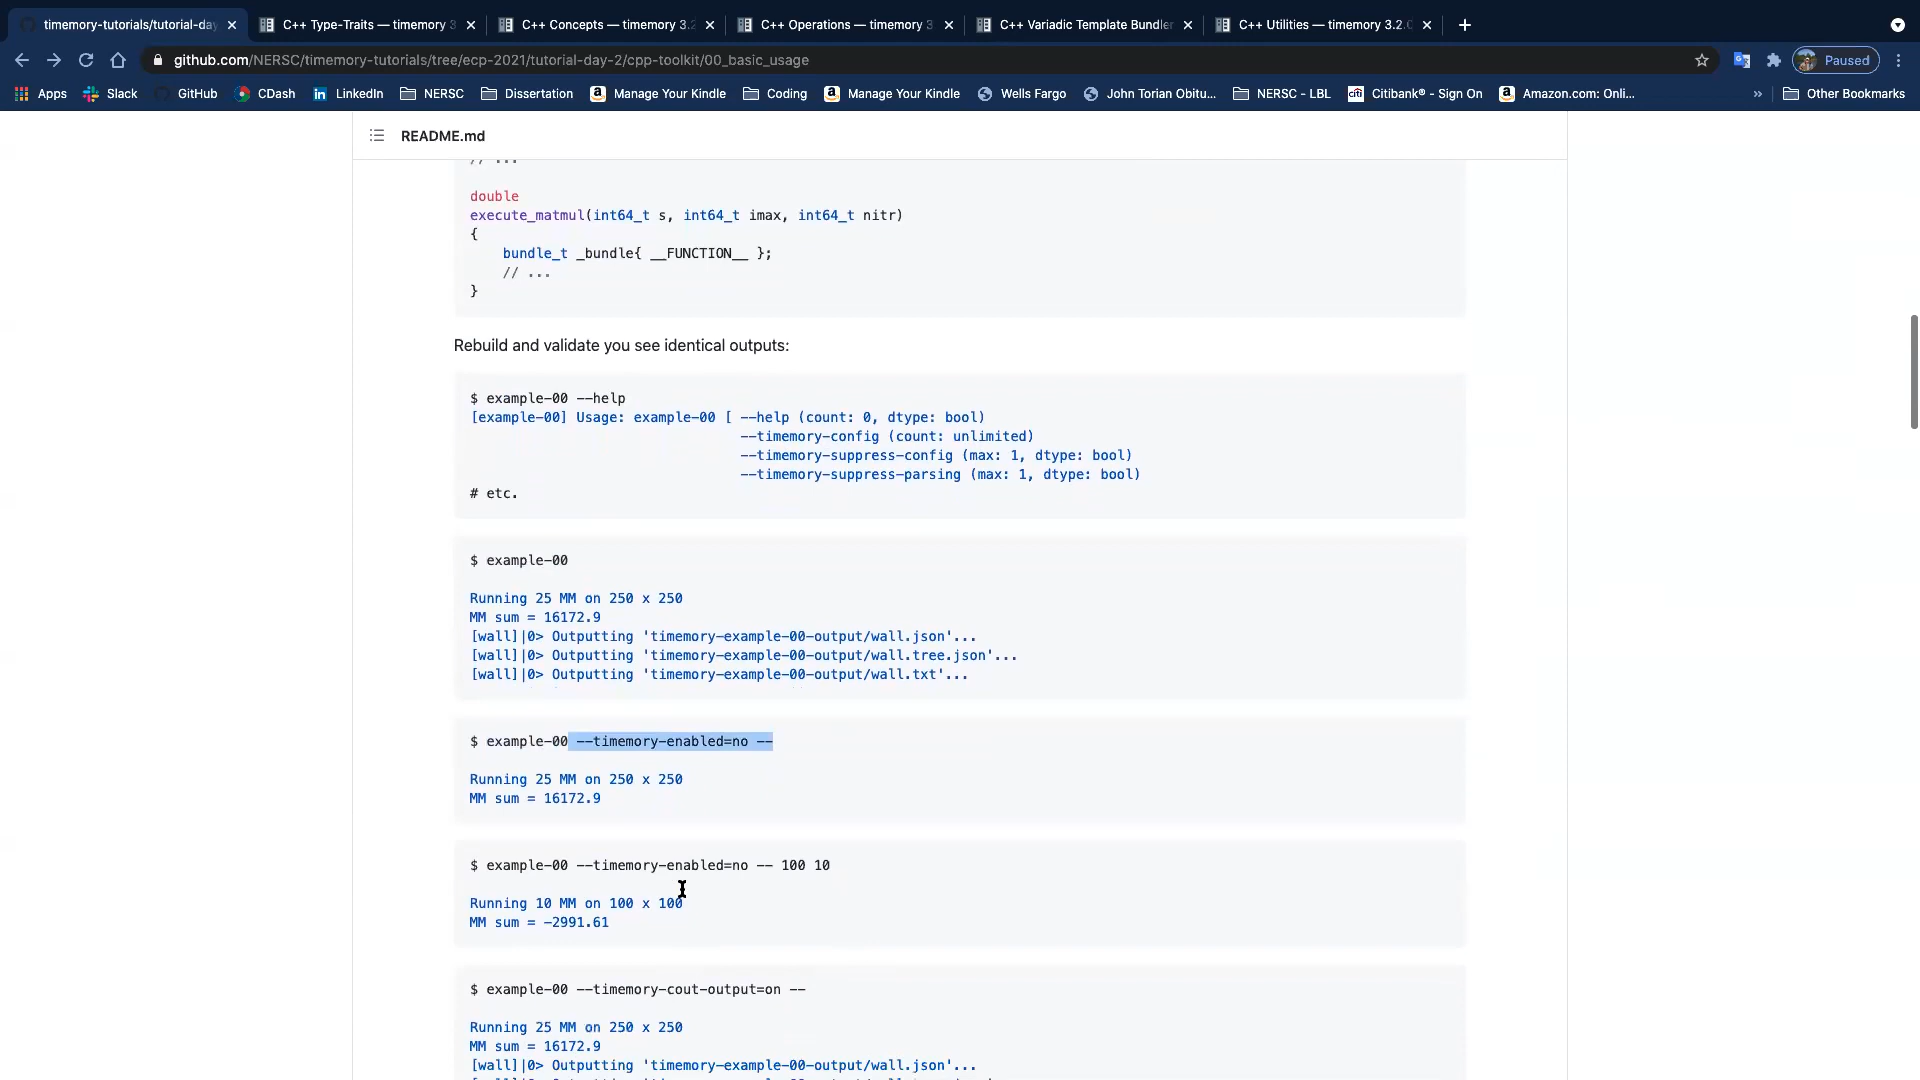 timemory-tutorials/tutorial-day
C++ Type-Traits — timemory 3
C++ Concepts — timemory 3.2
C++ Operations — timemory 3
C++ Variadic Template Bundler
C++ Utilities — timemory 3.2.0
github.com/NERSC/timemory-tutorials/tree/ecp-2021/tutorial-day-2/cpp-toolkit/00_basic_usage
Paused
Apps
Slack
GitHub
CDash
LinkedIn
NERSC
Dissertation
Manage Your Kindle
Coding
Manage Your Kindle
Wells Fargo
John Torian Obitu...
NERSC - LBL
Citibank® - Sign On
Amazon.com: Onli...
» Other Bookmarks
README.md
// ...
double
execute_matmul(int64_t s, int64_t imax, int64_t nitr)
{
bundle_t _bundle{ __FUNCTION__ };
// ...
}
Rebuild and validate you see identical outputs:
$ example-00 --help
[example-00] Usage: example-00 [ --help (count: 0, dtype: bool)
--timemory-config (count: unlimited)
--timemory-suppress-config (max: 1, dtype: bool)
--timemory-suppress-parsing (max: 1, dtype: bool)
# etc.
$ example-00
Running 25 MM on 250 x 250
MM sum = 16172.9
[wall]|0> Outputting 'timemory-example-00-output/wall.json'...
[wall]|0> Outputting 'timemory-example-00-output/wall.tree.json'...
[wall]|0> Outputting 'timemory-example-00-output/wall.txt'...
$ example-00 --timemory-enabled=no --
Running 25 MM on 250 x 250
MM sum = 16172.9
$ example-00 --timemory-enabled=no -- 100 10
Running 10 MM on 100 x 100
MM sum = -2991.61
$ example-00 --timemory-cout-output=on --
Running 25 MM on 250 x 250
MM sum = 16172.9
[wall]|0> Outputting 'timemory-example-00-output/wall.json'...